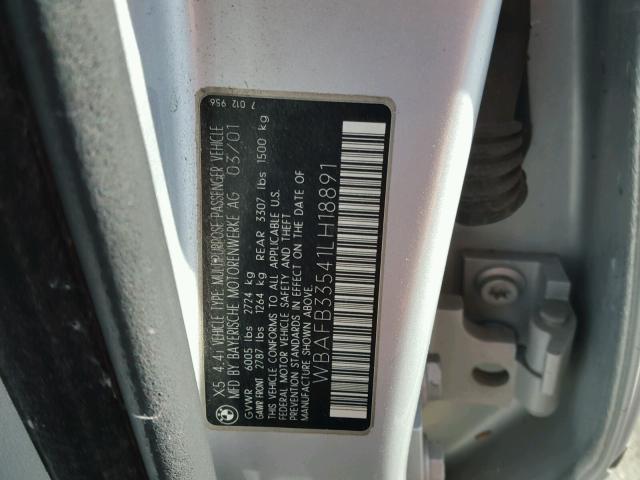 X5 4.4I VEHICLE TYPE: MULTIPURPOSE PASSENGER VEHICLE
MFD BY BAYERISCHE MOTORENWERKE AG 03/01
GVWR 6005 lbs 2724 kg
GAWR FRONT 2787 lbs 1264 kg REAR 3307 lbs 1500 kg
THIS VEHICLE CONFORMS TO ALL APPLICABLE U.S.
FEDERAL MOTOR VEHICLE SAFETY AND THEFT
PREVENTION STANDARDS IN EFFECT ON THE DATE OF
MANUFACTURE SHOWN ABOVE.
WBAFB33541LH18891
7 012 956